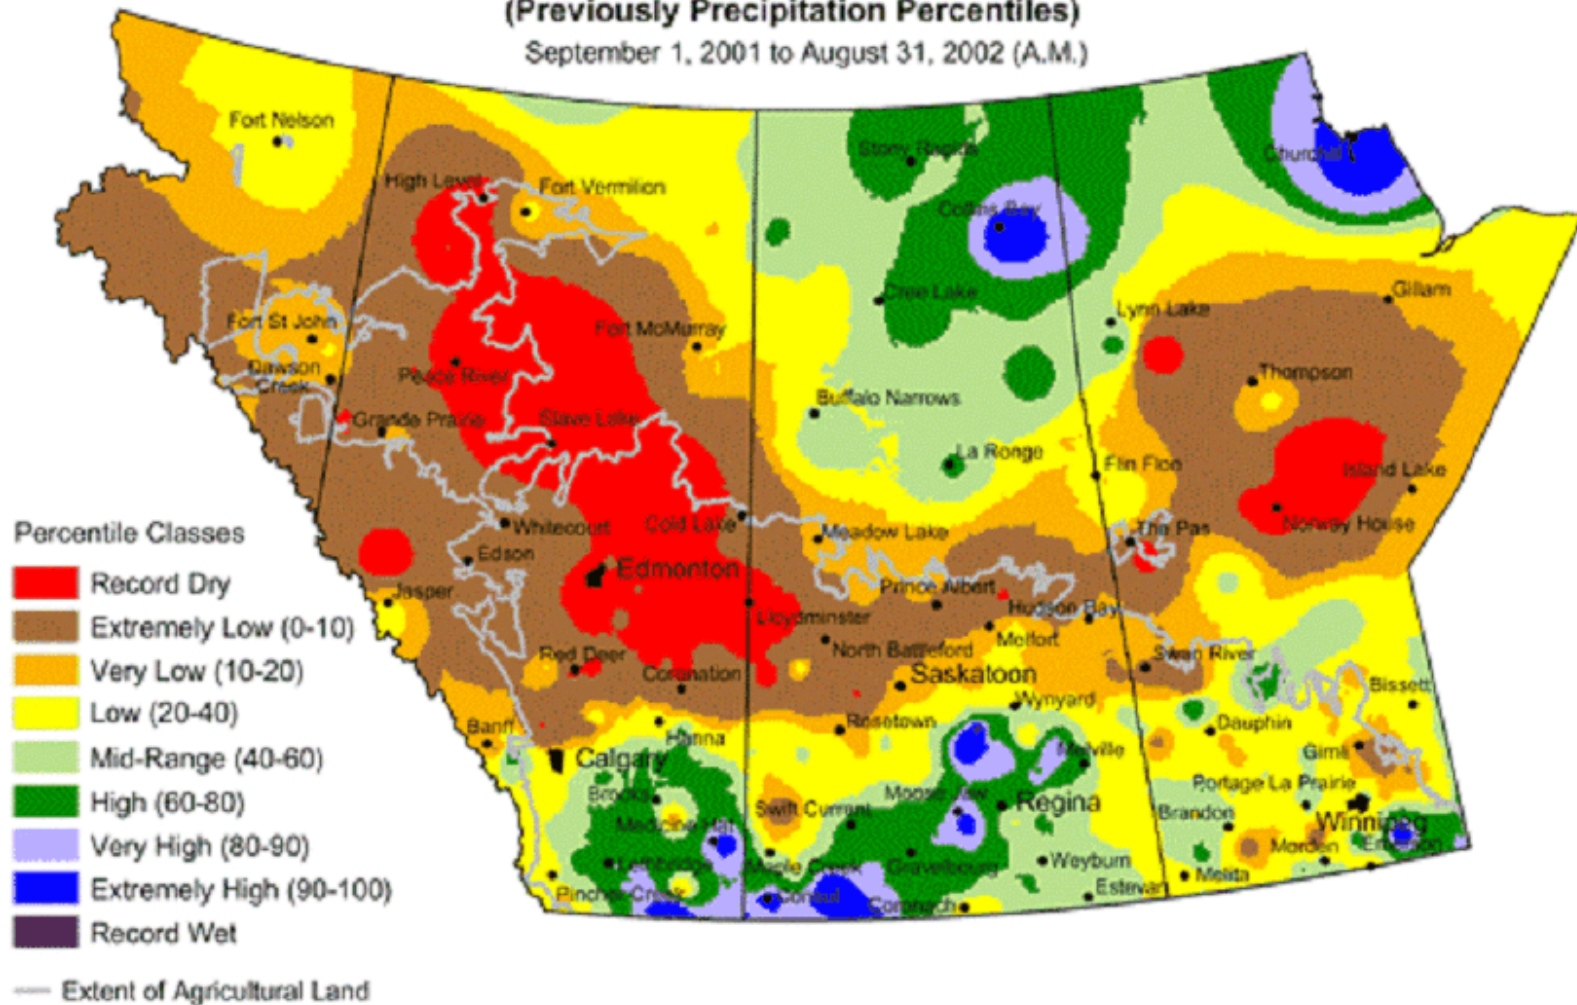 (Previously Precipitation Percentiles)
September 1, 2001 to August 31, 2002 (A.M.)
Fort Nelson
Stony Rapids
Churchill
High Level
Fort Vermilion
Collins Bay
Cree Lake
Gillam
Lynn Lake
Fort St John
Fort McMurray
Dawson
Creek
Peace River
Thompson
Buffalo Narrows
Grande Prairie
Slave Lake
La Ronge
Flin Flon
Island Lake
Whitecourt
Cold Lake
Meadow Lake
The Pas
Norway House
Edson
Edmonton
Jasper
Prince Albert
Lloydminster
Hudson Bay
North Battleford
Melfort
Red Deer
Swan River
Coronation
Saskatoon
Bissett
Wynyard
Banff
Hanna
Rosetown
Dauphin
Calgary
Melville
Gimli
Brooks
Moose Jaw
Regina
Portage La Prairie
Swift Current
Brandon
Winnipeg
Medicine Hat
Morden
Emerson
Lethbridge
Maple Creek
Gravelbourg
Weyburn
Melita
Pincher Creek
Consul
Coronach
Estevan
Percentile Classes
Record Dry
Extremely Low (0-10)
Very Low (10-20)
Low (20-40)
Mid-Range (40-60)
High (60-80)
Very High (80-90)
Extremely High (90-100)
Record Wet
Extent of Agricultural Land